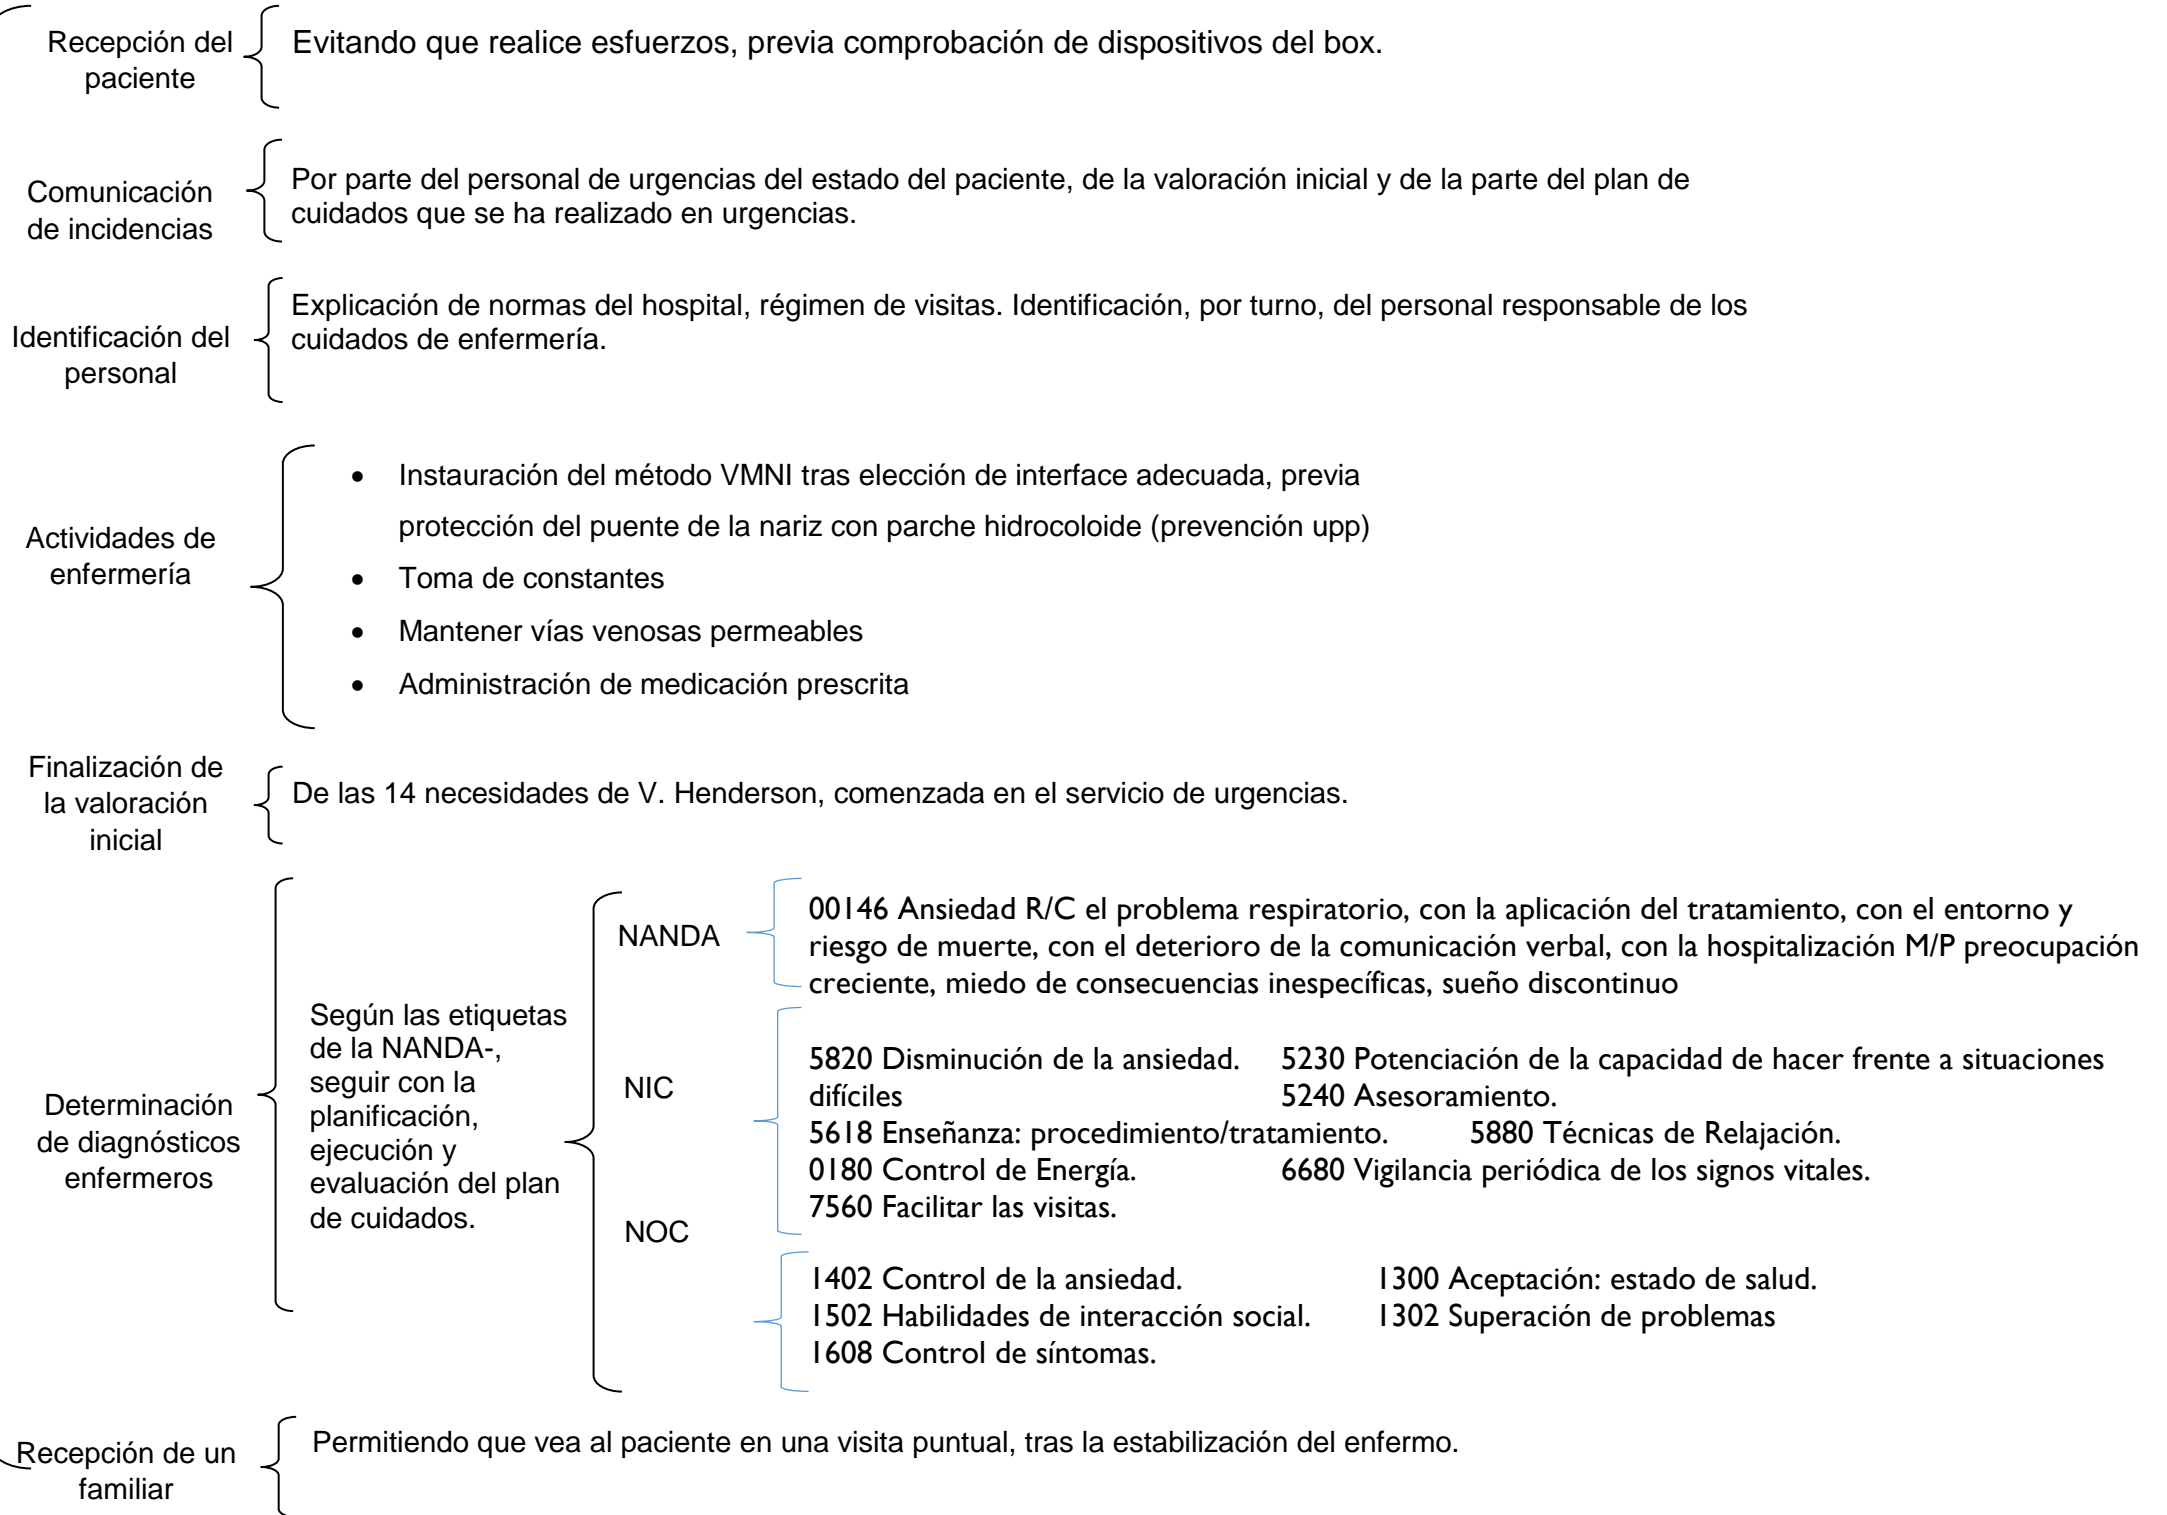 Recepción del
paciente
Evitando que realice esfuerzos, previa comprobación de dispositivos del box.
Comunicación
de incidencias
Por parte del personal de urgencias del estado del paciente, de la valoración inicial y de la parte del plan de
cuidados que se ha realizado en urgencias.
Identificación del
personal
Explicación de normas del hospital, régimen de visitas. Identificación, por turno, del personal responsable de los
cuidados de enfermería.
Actividades de
enfermería
• Instauración del método VMNI tras elección de interface adecuada, previa
protección del puente de la nariz con parche hidrocoloide (prevención upp)
• Toma de constantes
• Mantener vías venosas permeables
• Administración de medicación prescrita
Finalización de
la valoración
inicial
De las 14 necesidades de V. Henderson, comenzada en el servicio de urgencias.
Determinación
de diagnósticos
enfermeros
Según las etiquetas
de la NANDA-,
seguir con la
planificación,
ejecución y
evaluación del plan
de cuidados.
NANDA
00146 Ansiedad R/C el problema respiratorio, con la aplicación del tratamiento, con el entorno y
riesgo de muerte, con el deterioro de la comunicación verbal, con la hospitalización M/P preocupación
creciente, miedo de consecuencias inespecíficas, sueño discontinuo
NIC
5820 Disminución de la ansiedad. 5230 Potenciación de la capacidad de hacer frente a situaciones
difíciles 5240 Asesoramiento.
5618 Enseñanza: procedimiento/tratamiento. 5880 Técnicas de Relajación.
0180 Control de Energía. 6680 Vigilancia periódica de los signos vitales.
7560 Facilitar las visitas.
NOC
1402 Control de la ansiedad. 1300 Aceptación: estado de salud.
1502 Habilidades de interacción social. 1302 Superación de problemas
1608 Control de síntomas.
Recepción de un
familiar
Permitiendo que vea al paciente en una visita puntual, tras la estabilización del enfermo.